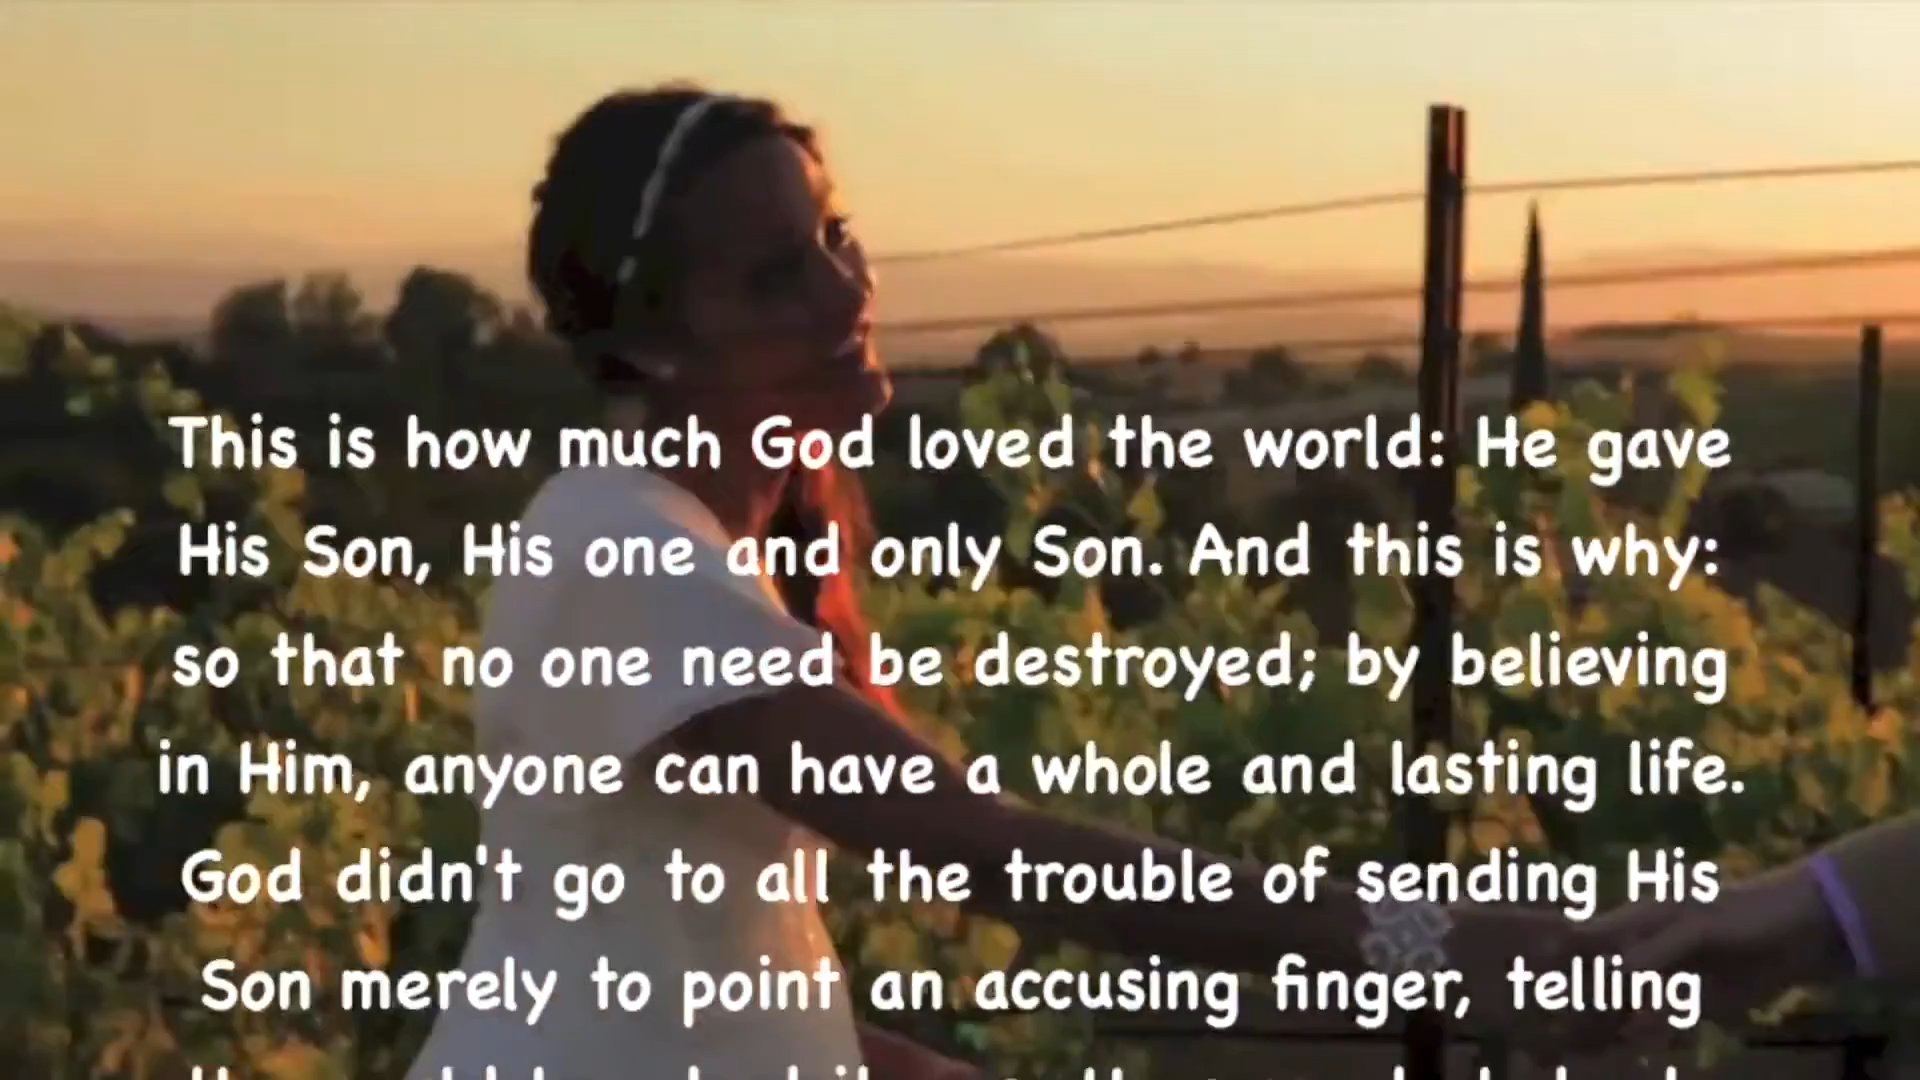 This is how much God loved the world: He gave
His Son, His one and only Son. And this is why:
so that no one need be destroyed; by believing
in Him, anyone can have a whole and lasting life.
God didn't go to all the trouble of sending His
Son merely to point an accusing finger, telling